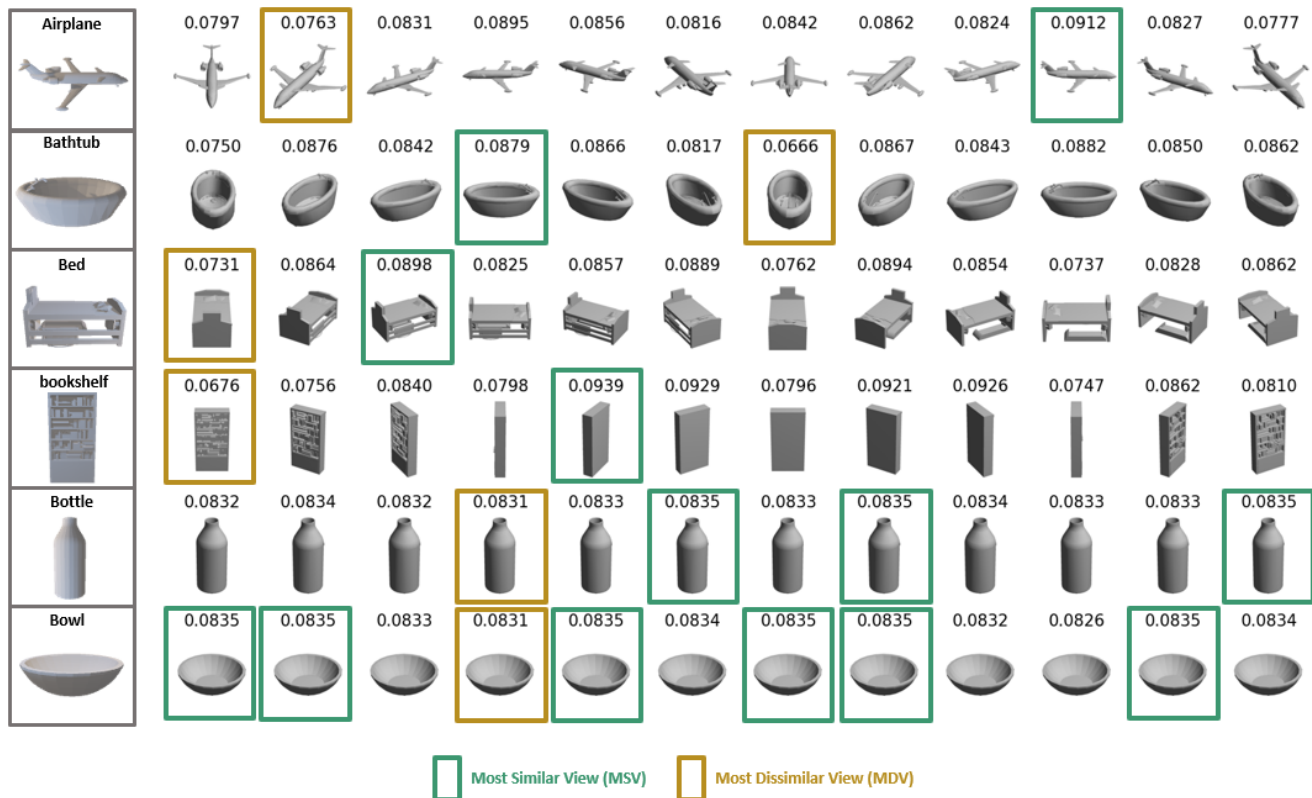 Airplane
0.0797 0.0763 0.0831 0.0895 0.0856 0.0816 0.0842 0.0862 0.0824 0.0912 0.0827 0.0777
Bathtub
0.0750 0.0876 0.0842 0.0879 0.0866 0.0817 0.0666 0.0867 0.0843 0.0882 0.0850 0.0862
Bed
0.0731 0.0864 0.0898 0.0825 0.0857 0.0889 0.0762 0.0894 0.0854 0.0737 0.0828 0.0862
bookshelf
0.0676 0.0756 0.0840 0.0798 0.0939 0.0929 0.0796 0.0921 0.0926 0.0747 0.0862 0.0810
Bottle
0.0832 0.0834 0.0832 0.0831 0.0833 0.0835 0.0833 0.0835 0.0834 0.0833 0.0833 0.0835
Bowl
0.0835 0.0835 0.0833 0.0831 0.0835 0.0834 0.0835 0.0835 0.0832 0.0826 0.0835 0.0834
Most Similar View (MSV) Most Dissimilar View (MDV)